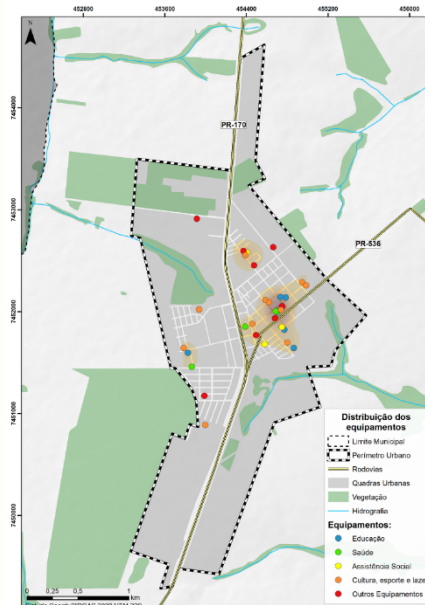 452800 453600 454400 455200 456000
N
7454000
7453000
7452000
7451000
7450000
PR-170
PR-536
Distribuição dos
equipamentos
Limite Municipal
Perímetro Urbano
Rodovias
Quadras Urbanas
Vegetação
Hidrografia
Equipamentos:
Educação
Saúde
Assistência Social
Cultura, esporte e laze
Outros Equipamentos
0 0.25 0.5 1
km